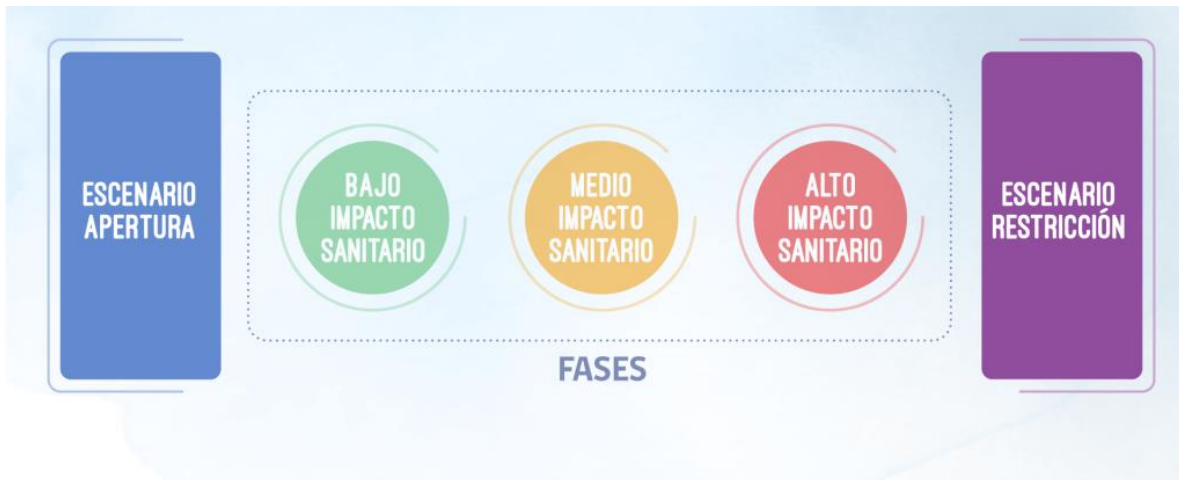 ESCENARIO
APERTURA
BAJO
IMPACTO
SANITARIO
MEDIO
IMPACTO
SANITARIO
ALTO
IMPACTO
SANITARIO
ESCENARIO
RESTRICCIÓN
FASES